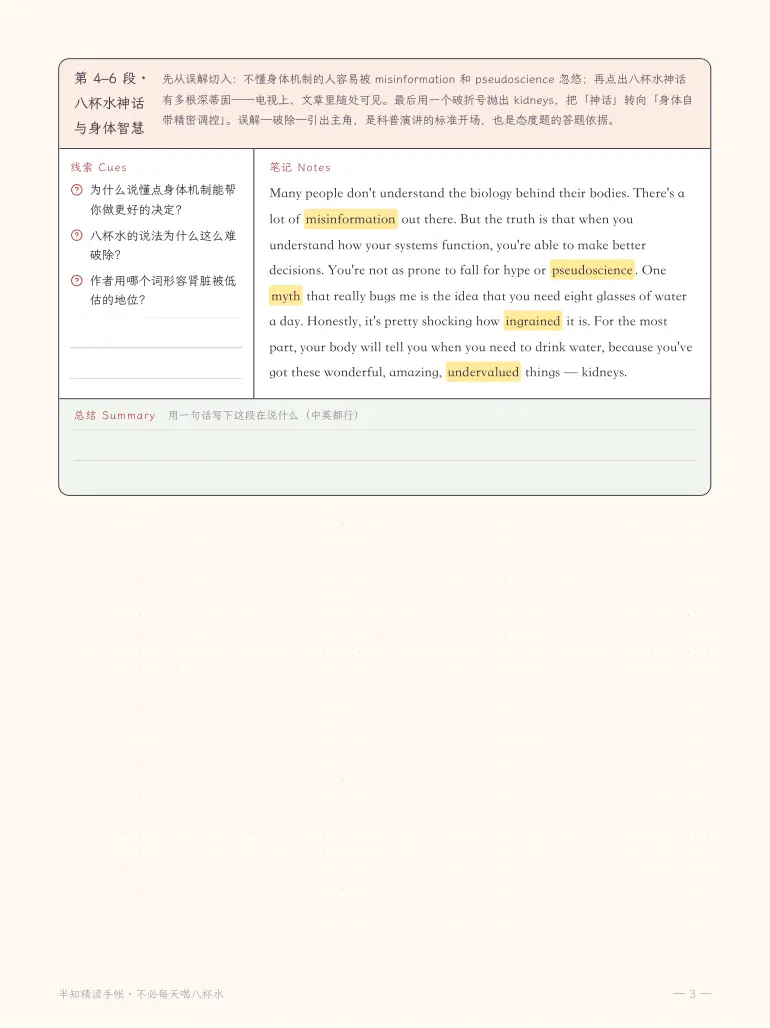 第 4–6 段·
八杯水神话
与身体智慧
先从误解切入：不懂身体机制的人容易被 misinformation 和 pseudoscience 忽悠；再点出八杯水神话
有多根深蒂固——电视上、文章里随处可见。最后用一个破折号抛出 kidneys，把「神话」转向「身体自
带精密调控」。误解—破除—引出主角，是科普演讲的标准开场，也是态度题的答题依据。
线索 Cues
为什么说懂点身体机制能帮
你做更好的决定？
八杯水的说法为什么这么难
破除？
作者用哪个词形容肾脏被低
估的地位？
笔记 Notes
Many people don't understand the biology behind their bodies. There's a
lot of misinformation out there. But the truth is that when you
understand how your systems function, you're able to make better
decisions. You're not as prone to fall for hype or pseudoscience. One
myth that really bugs me is the idea that you need eight glasses of water
a day. Honestly, it's pretty shocking how ingrained it is. For the most
part, your body will tell you when you need to drink water, because you've
got these wonderful, amazing, undervalued things — kidneys.
总结 Summary 用一句话写下这段在说什么（中英都行）
半知精读手帐·不必每天喝八杯水
— 3 —